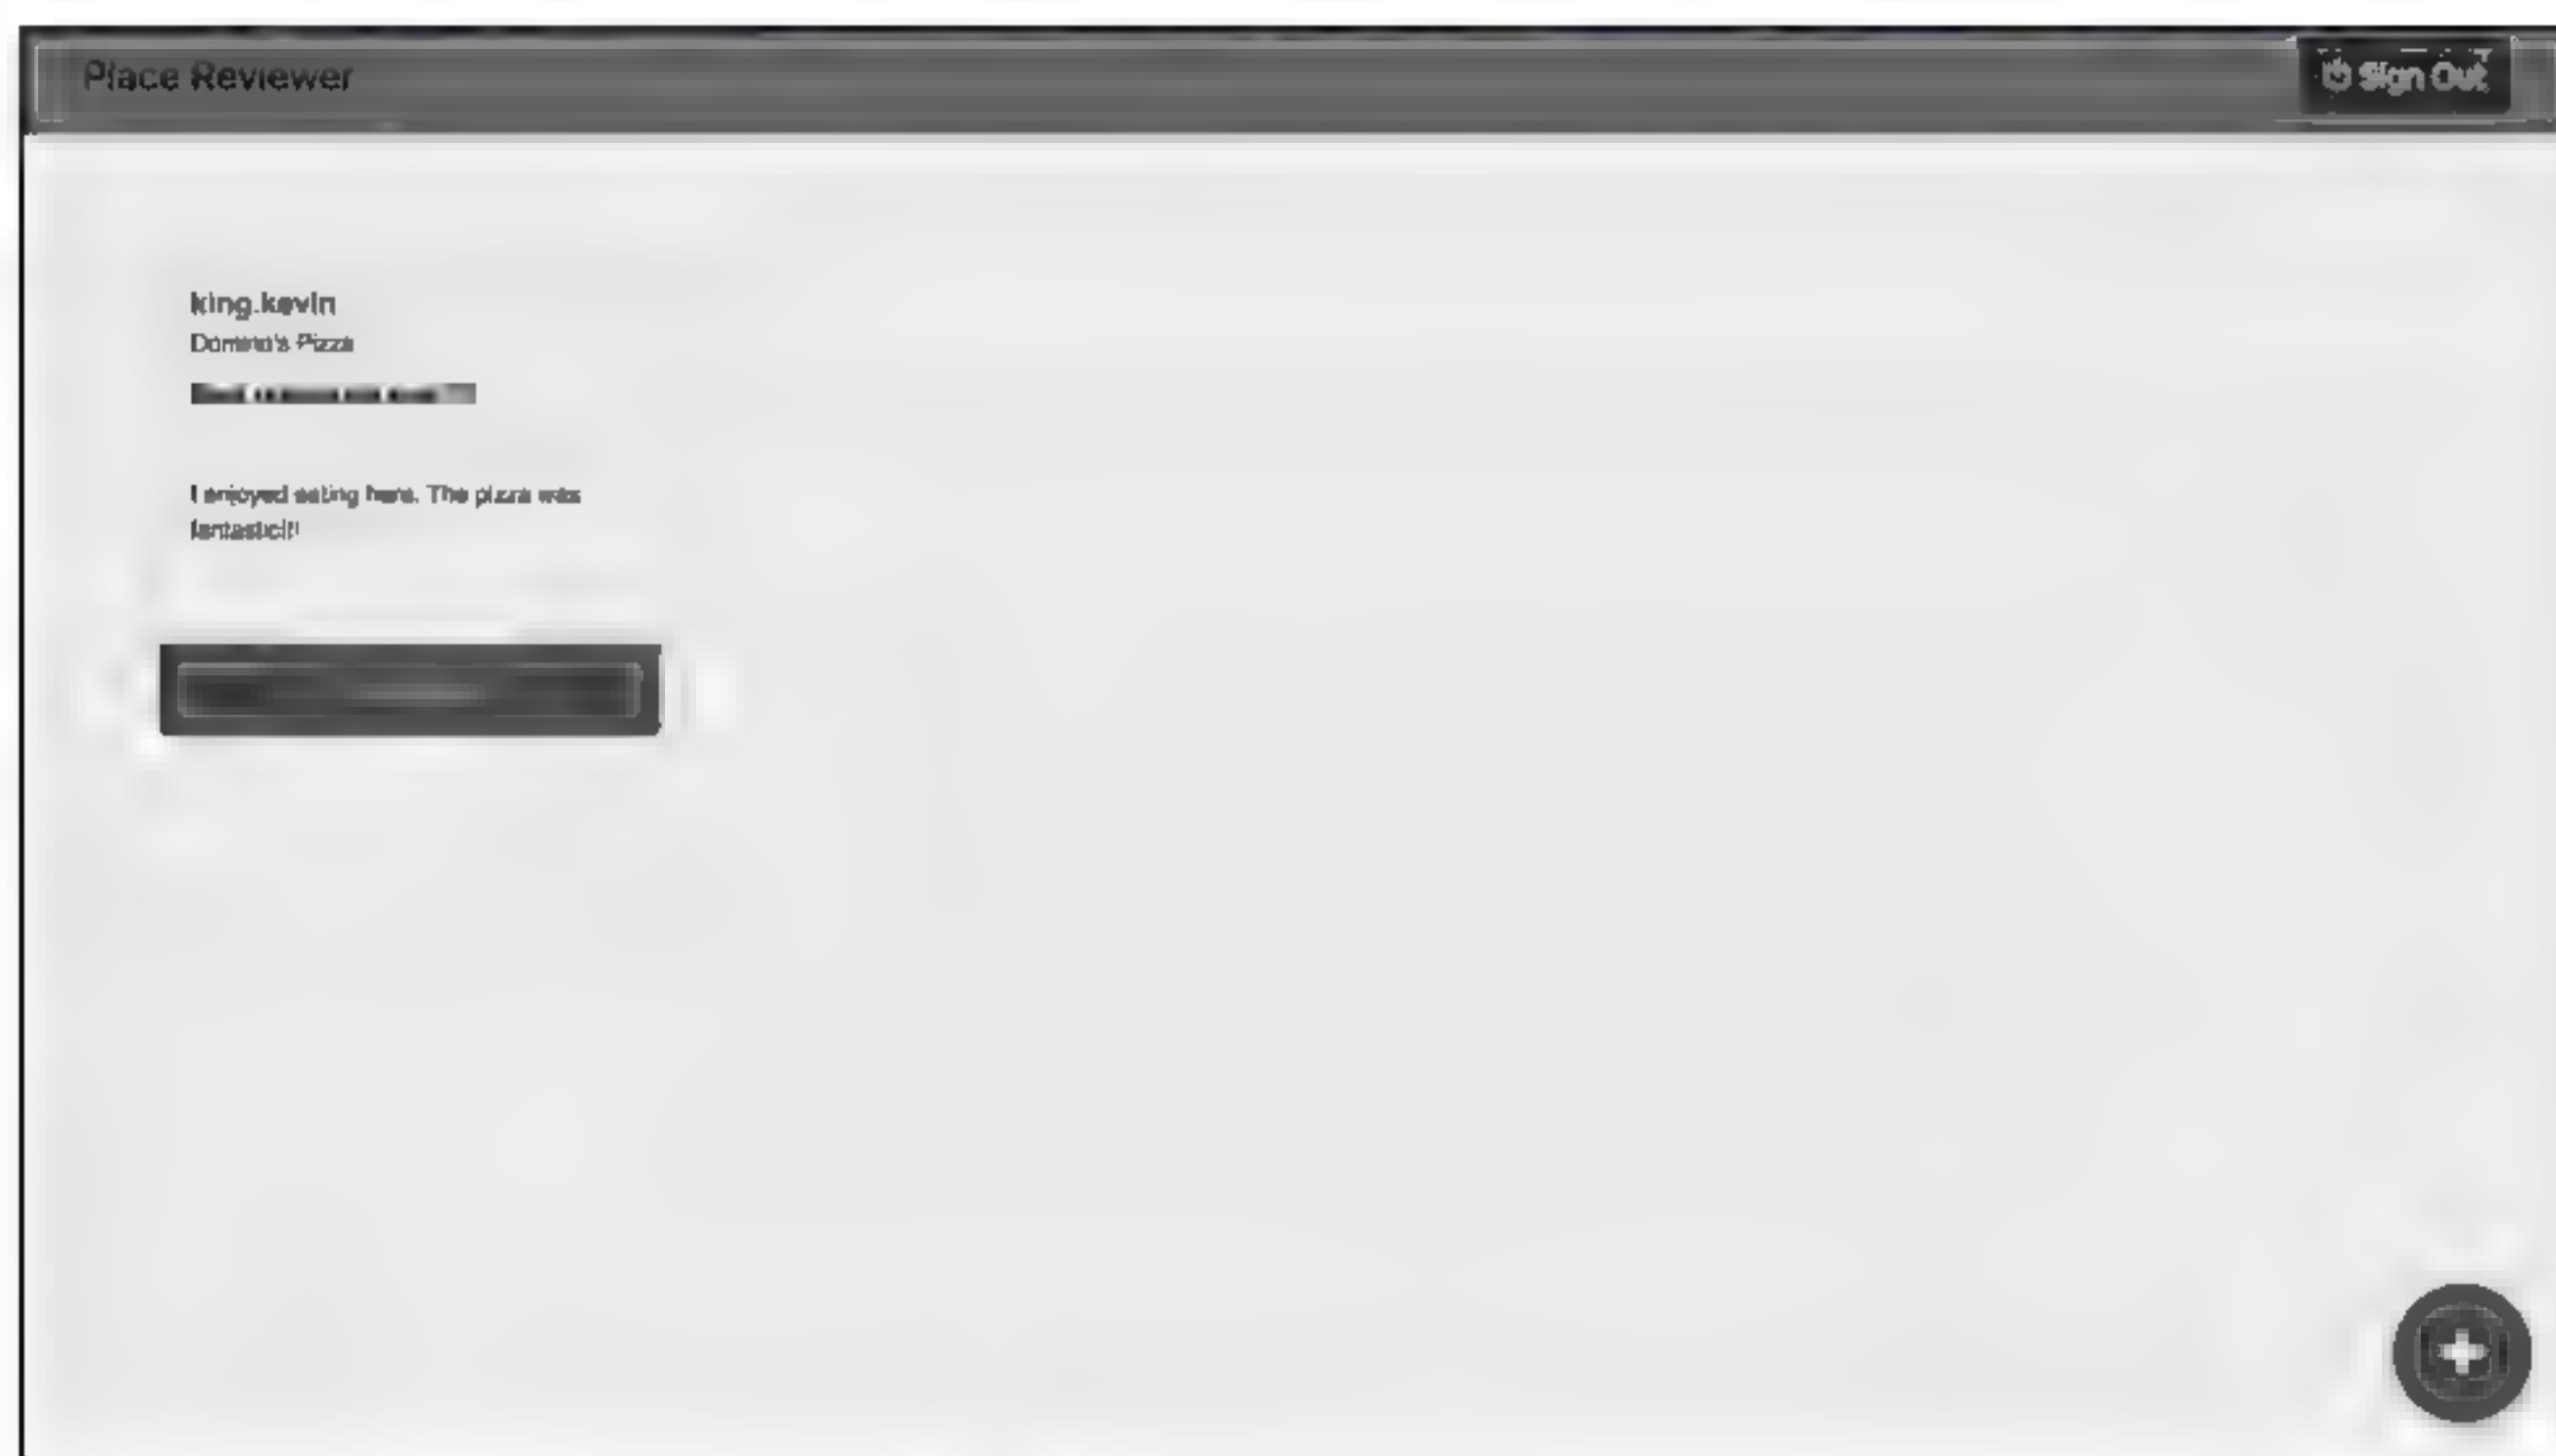 Place Reviewer
Sign Out
king.kevin
Domino's Pizza
I enjoyed eating here. The pizza was
fantastic!!!